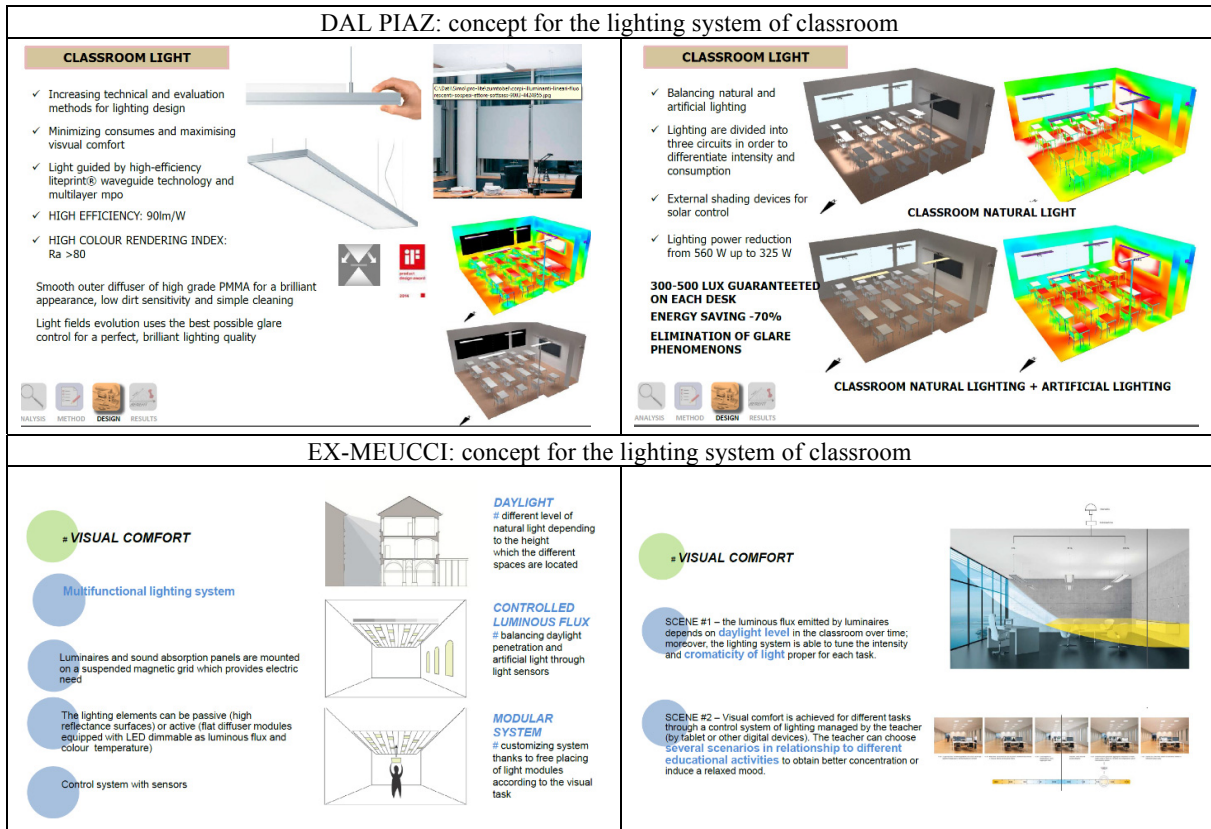 DAL PIAZ: concept for the lighting system of classroom
CLASSROOM LIGHT
✓ Increasing technical and evaluation
methods for lighting design
✓ Minimizing consumes and maximising
visvual comfort
✓ Light guided by high-efficiency
liteprint® waveguide technology and
multilayer mpo
✓ HIGH EFFICIENCY: 90lm/W
✓ HIGH COLOUR RENDERING INDEX:
Ra >80
Smooth outer diffuser of high grade PMMA for a brilliant
appearance, low dirt sensitivity and simple cleaning
Light fields evolution uses the best possible glare
control for a perfect, brilliant lighting quality
product
design award
ANALYSIS METHOD DESIGN RESULTS
CLASSROOM LIGHT
✓ Balancing natural and
artificial lighting
✓ Lighting are divided into
three circuits in order to
differentiate intensity and
consumption
✓ External shading devices for
solar control
✓ Lighting power reduction
from 560 W up to 325 W
300-500 LUX GUARANTEETED
ON EACH DESK
ENERGY SAVING -70%
ELIMINATION OF GLARE
PHENOMENONS
CLASSROOM NATURAL LIGHT
CLASSROOM NATURAL LIGHTING + ARTIFICIAL LIGHTING
ANALYSIS METHOD DESIGN RESULTS
EX-MEUCCI: concept for the lighting system of classroom
# VISUAL COMFORT
Multifunctional lighting system
Luminaires and sound absorption panels are mounted
on a suspended magnetic grid which provides electric
need
The lighting elements can be passive (high
reflectance surfaces) or active (flat diffuser modules
equipped with LED dimmable as luminous flux and
colour temperature)
Control system with sensors
DAYLIGHT
# different level of
natural light depending
to the height
which the different
spaces are located
CONTROLLED
LUMINOUS FLUX
# balancing daylight
penetration and
artificial light through
light sensors
MODULAR
SYSTEM
# customizing system
thanks to free placing
of light modules
according to the visual
task
# VISUAL COMFORT
SCENE #1 – the luminous flux emitted by luminaires
depends on daylight level in the classroom over time;
moreover, the lighting system is able to tune the intensity
and cromaticity of light proper for each task.
SCENE #2 – Visual comfort is achieved for different tasks
through a control system of lighting managed by the teacher
(by tablet or other digital devices). The teacher can choose
several scenarios in relationship to different
educational activities to obtain better concentration or
induce a relaxed mood.